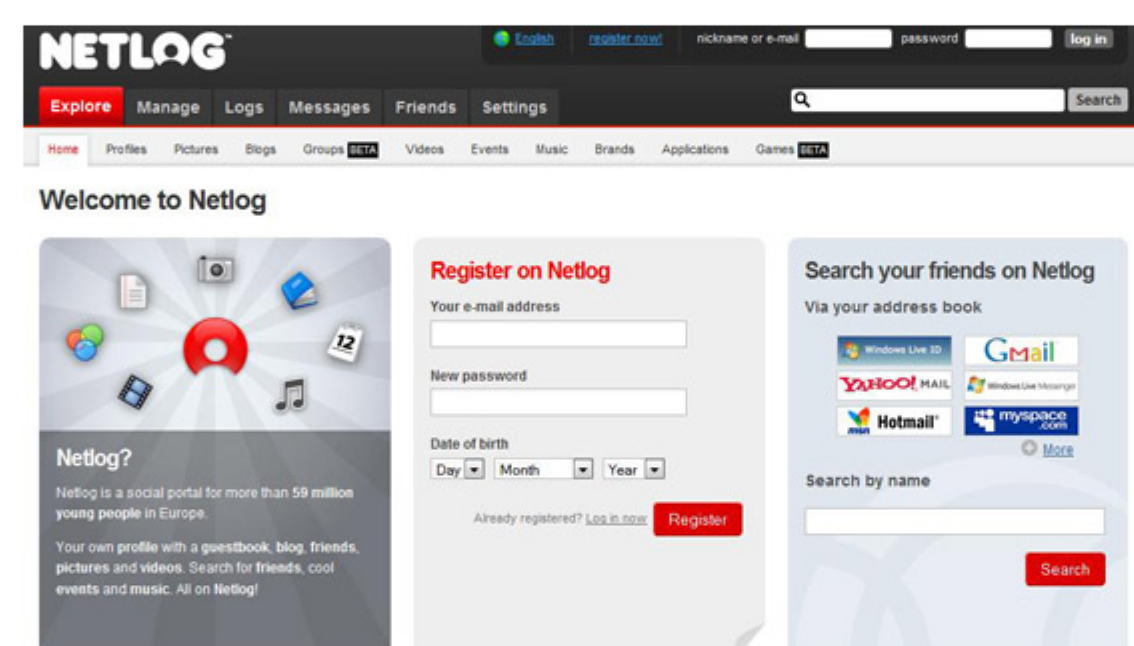 NETLOG
English register now! nickname or e-mail password log in
Explore Manage Logs Messages Friends Settings Search
Home Profiles Pictures Blogs Groups BETA Videos Events Music Brands Applications Games BETA
Welcome to Netlog
12
Netlog?
Netlog is a social portal for more than 59 million
young people in Europe.
Your own profile with a guestbook, blog, friends,
pictures and videos. Search for friends, cool
events and music. All on Netlog!
Register on Netlog
Your e-mail address
New password
Date of birth
Day Month Year
Already registered? Log in now Register
Search your friends on Netlog
Via your address book
Windows Live ID Gmail
YAHOO! MAIL Windows Live Messenger
msn Hotmail myspace.com
More
Search by name
Search